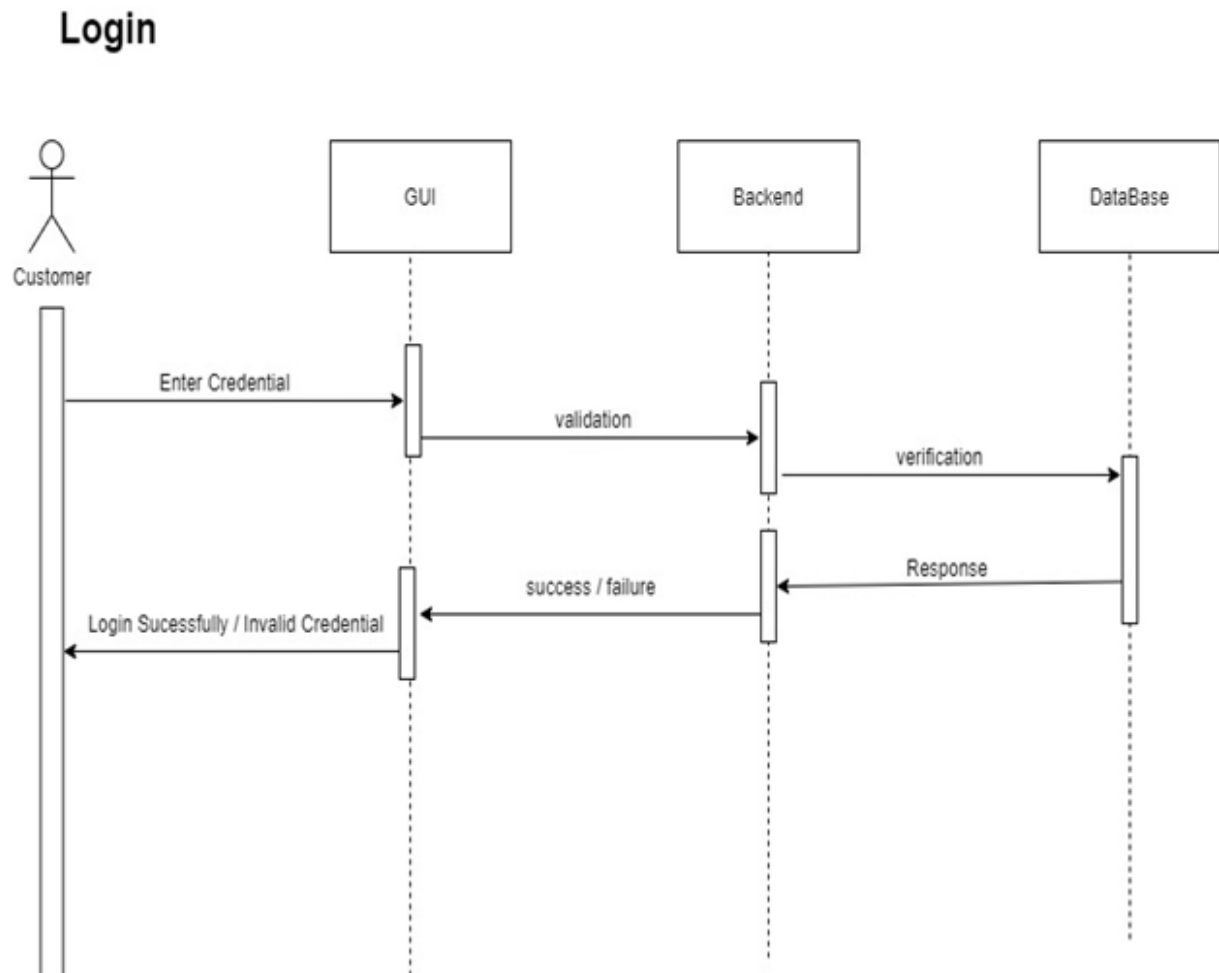 Login
GUI
Backend
DataBase
Customer
Enter Credential
validation
verification
Response
success / failure
Login Sucessfully / Invalid Credential